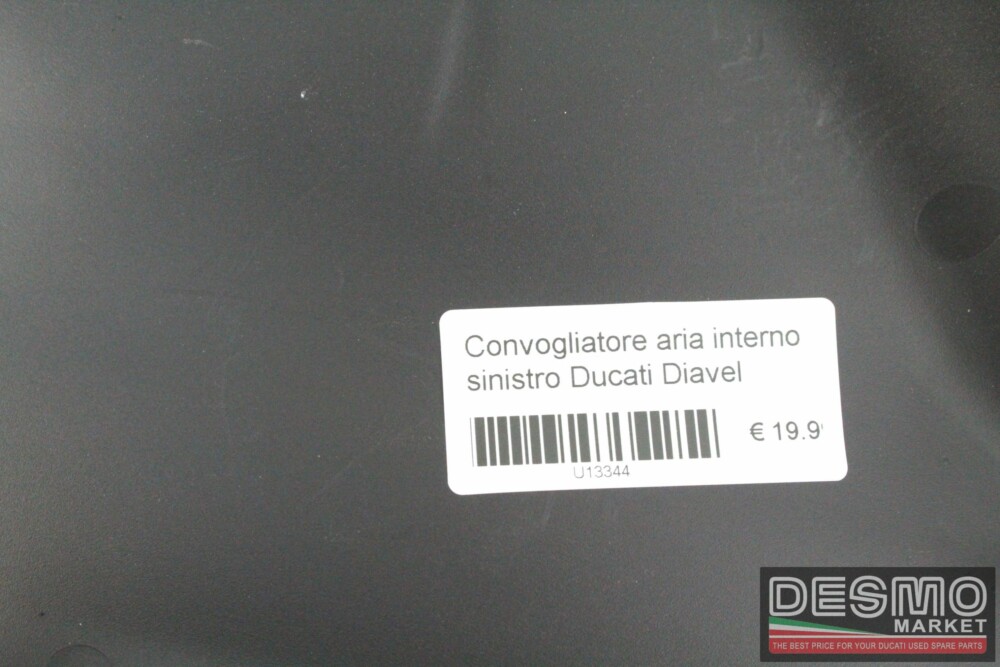 Convogliatore aria interno
sinistro Ducati Diavel
€ 19.9
U13344
DESMO
MARKET
THE BEST PRICE FOR YOUR DUCATI USED SPARE PARTS